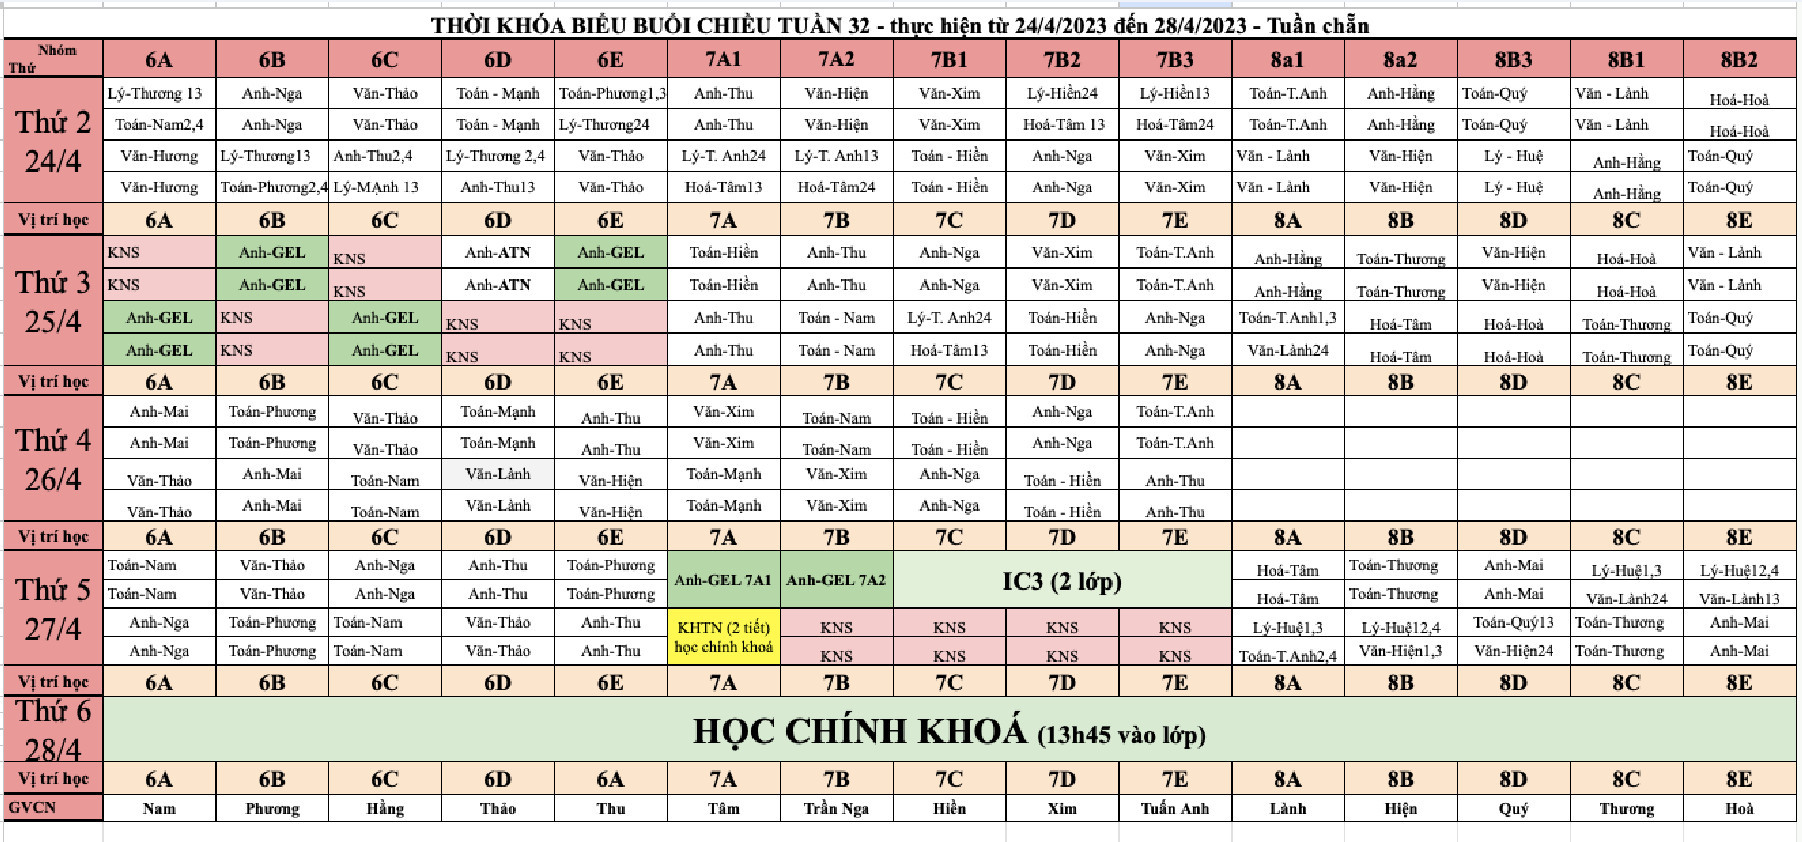 THỜI KHÓA BIỂU BUỔI CHIỀU TUẦN 32 - thực hiện từ 24/4/2023 đến 28/4/2023 - Tuần chẵn
Nhóm Thứ 6A 6B 6C 6D 6E 7A1 7A2 7B1 7B2 7B3 8a1 8a2 8B3 8B1 8B2
Thứ 2 24/4
Lý-Thương 13 Anh-Nga Văn-Thảo Toán - Mạnh Toán-Phương1,3 Anh-Thu Văn-Hiện Văn-Xim Lý-Hiền24 Lý-Hiền13 Toán-T.Anh Anh-Hằng Toán-Quý Văn - Lành Hoá-Hoà
Toán-Nam2,4 Anh-Nga Văn-Thảo Toán - Mạnh Lý-Thương24 Anh-Thu Văn-Hiện Văn-Xim Hoá-Tâm 13 Hoá-Tâm24 Toán-T.Anh Anh-Hằng Toán-Quý Văn - Lành Hoá-Hoà
Văn-Hương Lý-Thương13 Anh-Thu2,4 Lý-Thương 2,4 Văn-Thảo Lý-T. Anh24 Lý-T. Anh13 Toán - Hiền Anh-Nga Văn-Xim Văn - Lành Văn-Hiện Lý - Huệ Anh-Hằng Toán-Quý
Văn-Hương Toán-Phương2,4 Lý-MẠnh 13 Anh-Thu13 Văn-Thảo Hoá-Tâm13 Hoá-Tâm24 Toán - Hiền Anh-Nga Văn-Xim Văn - Lành Văn-Hiện Lý - Huệ Anh-Hằng Toán-Quý
Vị trí học 6A 6B 6C 6D 6E 7A 7B 7C 7D 7E 8A 8B 8D 8C 8E
Thứ 3 25/4
KNS Anh-GEL KNS Anh-ATN Anh-GEL Toán-Hiền Anh-Thu Anh-Nga Văn-Xim Toán-T.Anh Anh-Hằng Toán-Thương Văn-Hiện Hoá-Hoà Văn - Lành
KNS Anh-GEL KNS Anh-ATN Anh-GEL Toán-Hiền Anh-Thu Anh-Nga Văn-Xim Toán-T.Anh Anh-Hằng Toán-Thương Văn-Hiện Hoá-Hoà Văn - Lành
Anh-GEL KNS Anh-GEL KNS KNS Anh-Thu Toán - Nam Lý-T. Anh24 Toán-Hiền Anh-Nga Toán-T.Anh1,3 Hoá-Tâm Hoá-Hoà Toán-Thương Toán-Quý
Anh-GEL KNS Anh-GEL KNS KNS Anh-Thu Toán - Nam Hoá-Tâm13 Toán-Hiền Anh-Nga Văn-Lành24 Hoá-Tâm Hoá-Hoà Toán-Thương Toán-Quý
Vị trí học 6A 6B 6C 6D 6E 7A 7B 7C 7D 7E 8A 8B 8D 8C 8E
Thứ 4 26/4
Anh-Mai Toán-Phương Văn-Thảo Toán-Mạnh Anh-Thu Văn-Xim Toán-Nam Toán - Hiền Anh-Nga Toán-T.Anh
Anh-Mai Toán-Phương Văn-Thảo Toán-Mạnh Anh-Thu Văn-Xim Toán-Nam Toán - Hiền Anh-Nga Toán-T.Anh
Văn-Thảo Anh-Mai Toán-Nam Văn-Lành Văn-Hiện Toán-Mạnh Văn-Xim Anh-Nga Toán - Hiền Anh-Thu
Văn-Thảo Anh-Mai Toán-Nam Văn-Lành Văn-Hiện Toán-Mạnh Văn-Xim Anh-Nga Toán - Hiền Anh-Thu
Vị trí học 6A 6B 6C 6D 6E 7A 7B 7C 7D 7E 8A 8B 8D 8C 8E
Thứ 5 27/4
Toán-Nam Văn-Thảo Anh-Nga Anh-Thu Toán-Phương Anh-GEL 7A1 Anh-GEL 7A2 IC3 (2 lớp) Hoá-Tâm Toán-Thương Anh-Mai Lý-Huệ1,3 Lý-Huệ12,4
Toán-Nam Văn-Thảo Anh-Nga Anh-Thu Toán-Phương Hoá-Tâm Toán-Thương Anh-Mai Văn-Lành24 Văn-Lành13
Anh-Nga Toán-Phương Toán-Nam Văn-Thảo Anh-Thu KHTN (2 tiết) học chính khoá KNS KNS KNS KNS Lý-Huệ1,3 Lý-Huệ12,4 Toán-Quý13 Toán-Thương Anh-Mai
Anh-Nga Toán-Phương Toán-Nam Văn-Thảo Anh-Thu KNS KNS KNS KNS Toán-T.Anh2,4 Văn-Hiện1,3 Văn-Hiện24 Toán-Thương Anh-Mai
Vị trí học 6A 6B 6C 6D 6E 7A 7B 7C 7D 7E 8A 8B 8D 8C 8E
Thứ 6 28/4
HỌC CHÍNH KHOÁ (13h45 vào lớp)
Vị trí học 6A 6B 6C 6D 6A 7A 7B 7C 7D 7E 8A 8B 8D 8C 8E
GVCN Nam Phương Hằng Thảo Thu Tâm Trần Nga Hiền Xim Tuấn Anh Lành Hiện Quý Thương Hoà